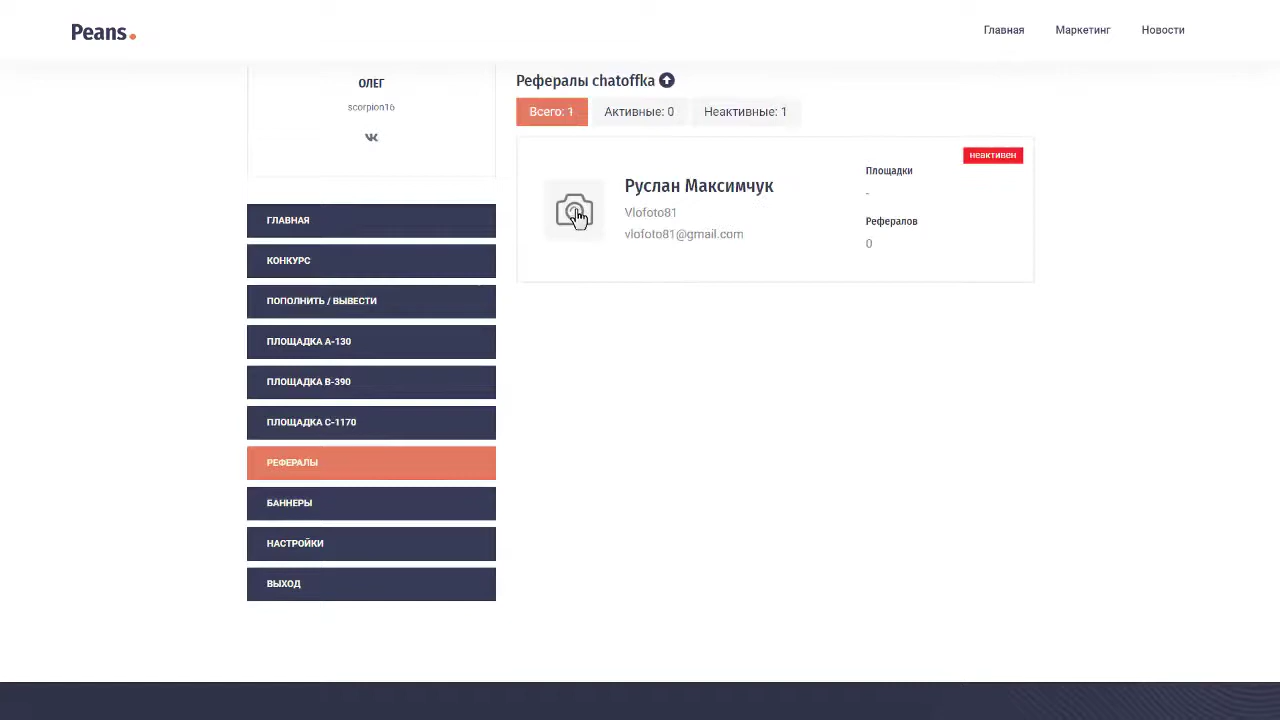 Peans.
Главная
Маркетинг
Новости
ОЛЕГ
scorpion16
ГЛАВНАЯ
КОНКУРС
ПОПОЛНИТЬ / ВЫВЕСТИ
ПЛОЩАДКА A-130
ПЛОЩАДКА B-390
ПЛОЩАДКА C-1170
РЕФЕРАЛЫ
БАННЕРЫ
НАСТРОЙКИ
ВЫХОД
Рефералы chatoffka
Всего: 1
Активные: 0
Неактивные: 1
неактивен
Руслан Максимчук
Vlofoto81
vlofoto81@gmail.com
Площадки
-
Рефералов
0